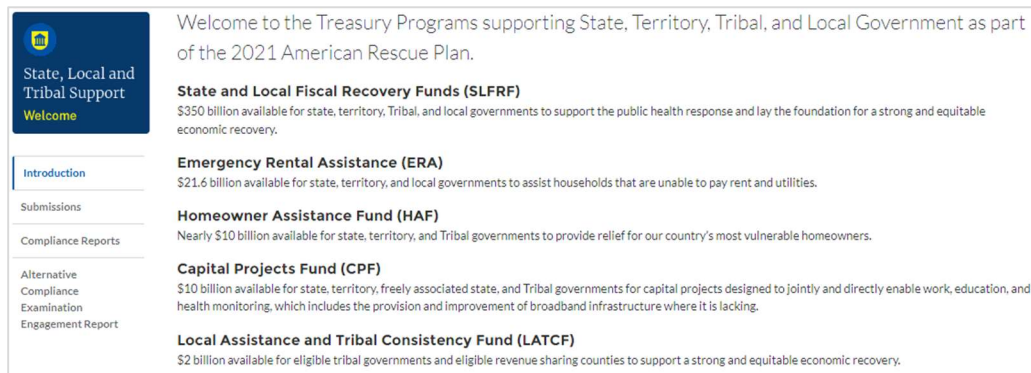 State, Local and
Tribal Support
Welcome
Introduction
Submissions
Compliance Reports
Alternative
Compliance
Examination
Engagement Report
Welcome to the Treasury Programs supporting State, Territory, Tribal, and Local Government as part
of the 2021 American Rescue Plan.
State and Local Fiscal Recovery Funds (SLFRF)
$350 billion available for state, territory, Tribal, and local governments to support the public health response and lay the foundation for a strong and equitable
economic recovery.
Emergency Rental Assistance (ERA)
$21.6 billion available for state, territory, and local governments to assist households that are unable to pay rent and utilities.
Homeowner Assistance Fund (HAF)
Nearly $10 billion available for state, territory, and Tribal governments to provide relief for our country's most vulnerable homeowners.
Capital Projects Fund (CPF)
$10 billion available for state, territory, freely associated state, and Tribal governments for capital projects designed to jointly and directly enable work, education, and
health monitoring, which includes the provision and improvement of broadband infrastructure where it is lacking.
Local Assistance and Tribal Consistency Fund (LATCF)
$2 billion available for eligible tribal governments and eligible revenue sharing counties to support a strong and equitable economic recovery.